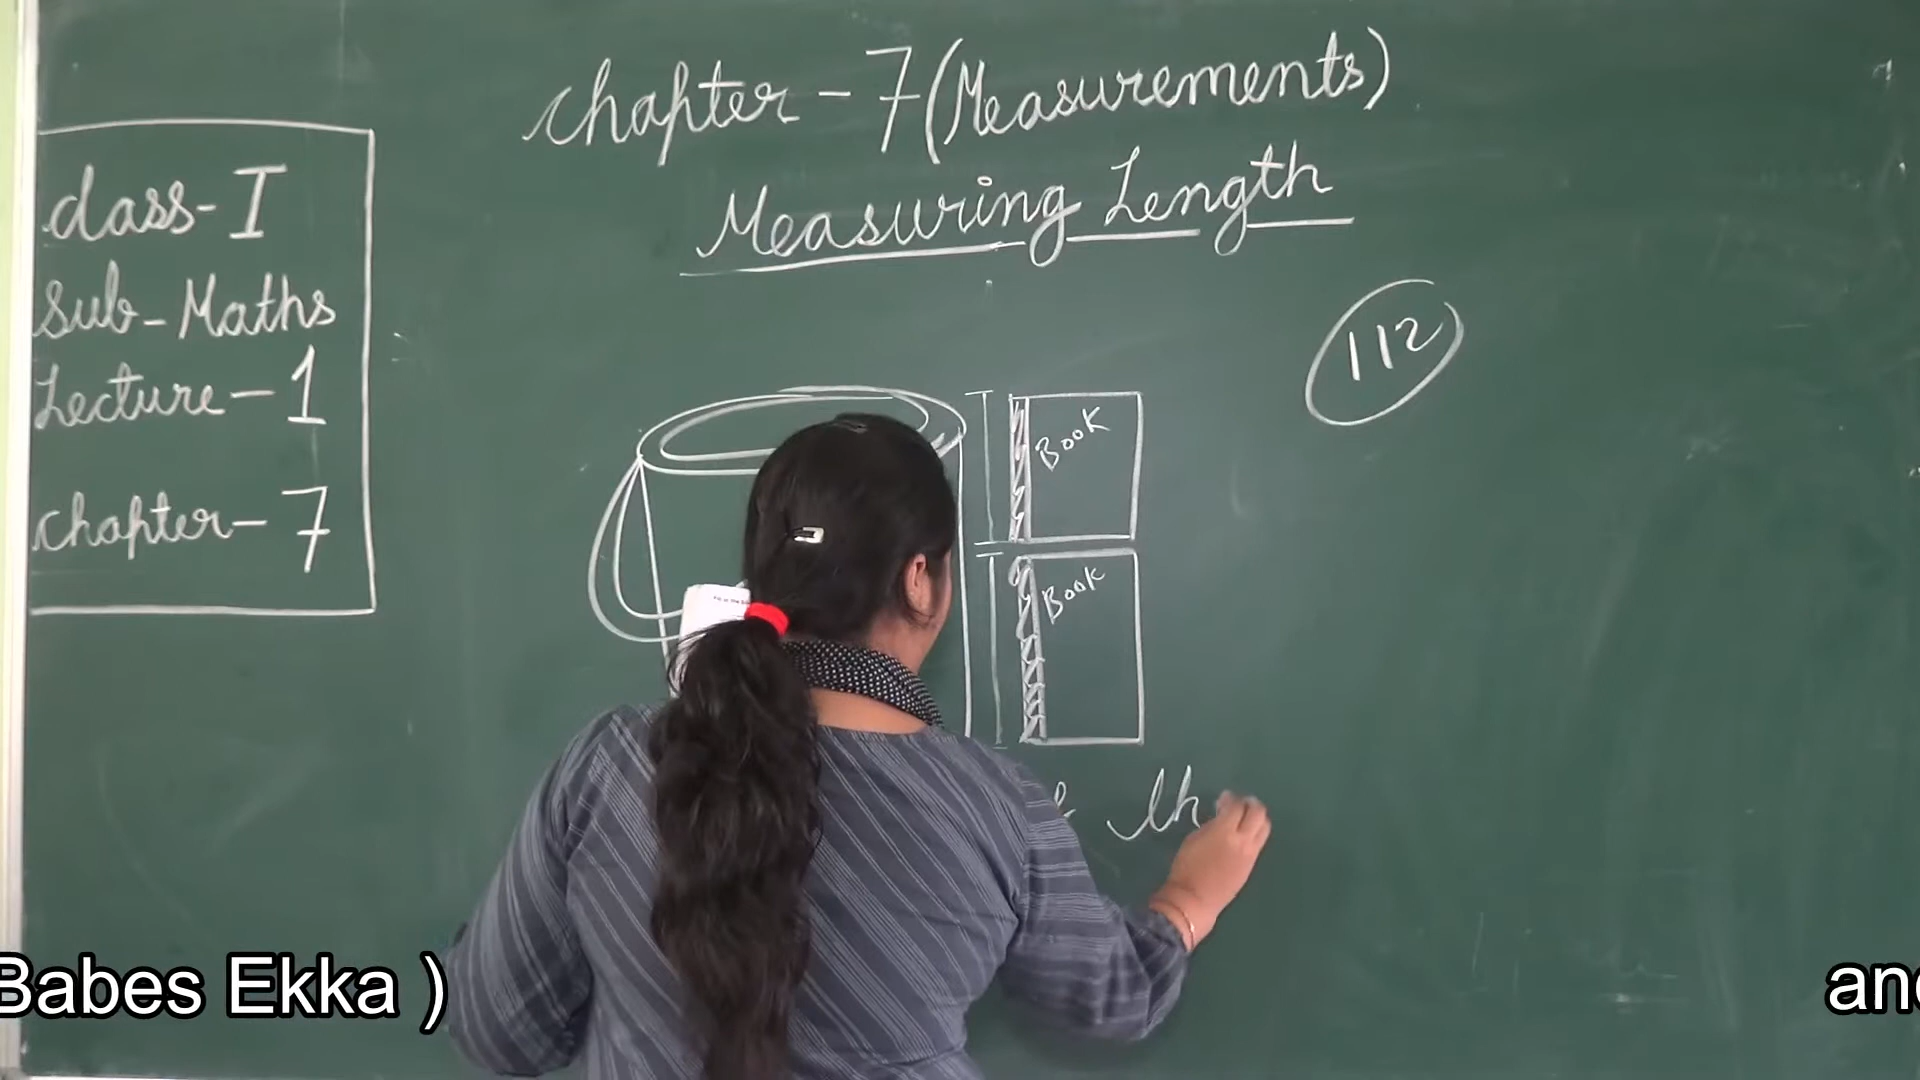 Chapter - 7 (Measurements)
Measuring Length
Class - I
Sub - Maths
Lecture - 1
Chapter - 7
112
Book
Book
Babes Ekka )